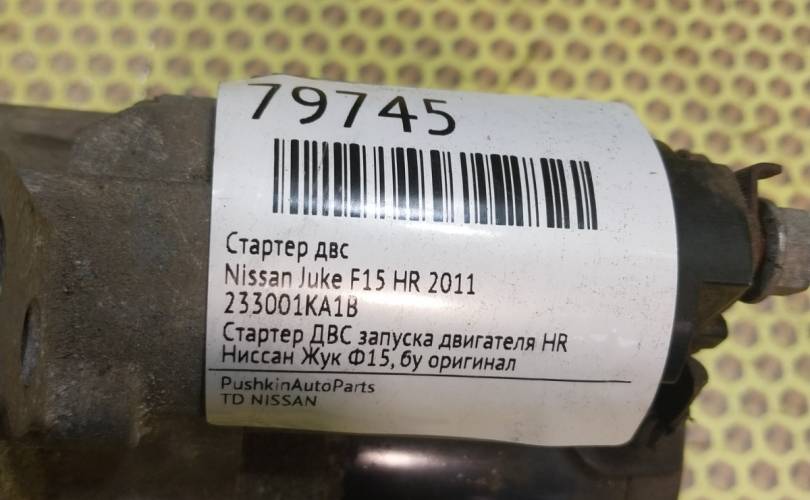 79745
Стартер двс
Nissan Juke F15 HR 2011
233001KA1B
Стартер ДВС запуска двигателя HR
Ниссан Жук Ф15, бу оригинал
PushkinAutoParts
TD NISSAN